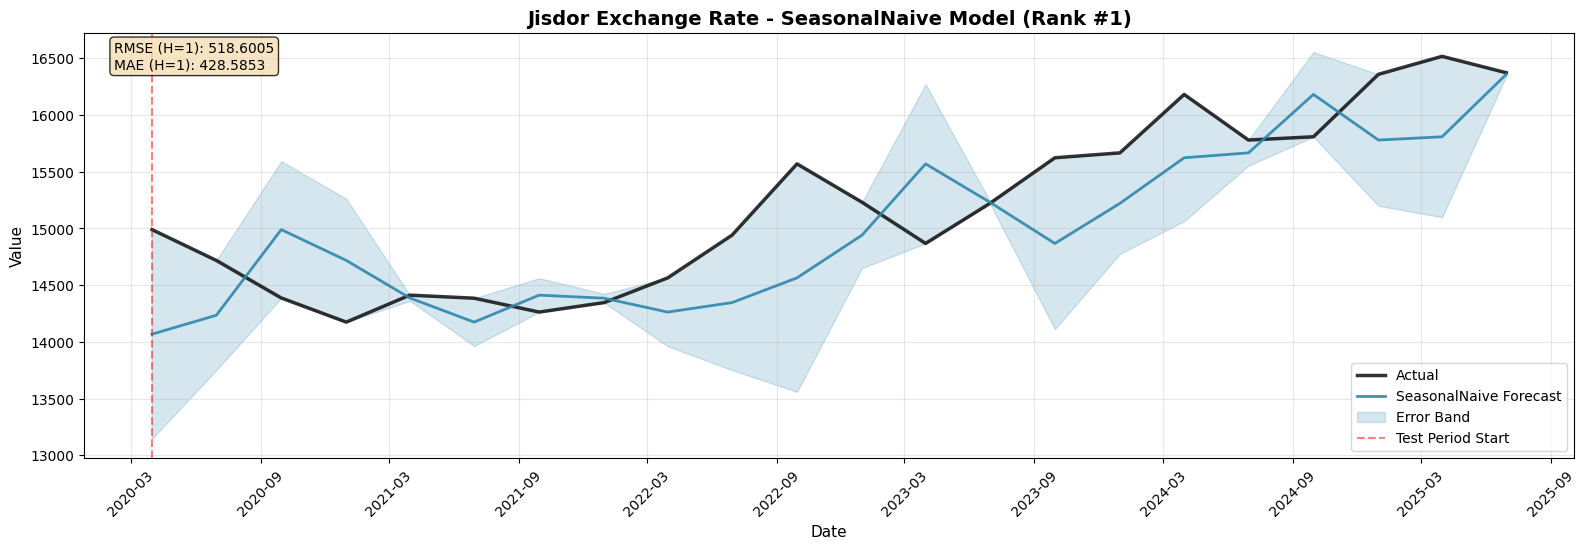 Jisdor Exchange Rate - SeasonalNaive Model (Rank #1)
RMSE (H=1): 518.6005
MAE (H=1): 428.5853
Value
16500
16000
15500
15000
14500
14000
13500
13000
Actual
SeasonalNaive Forecast
Error Band
Test Period Start
2020-03
2020-09
2021-03
2021-09
2022-03
2022-09
2023-03
2023-09
2024-03
2024-09
2025-03
2025-09
Date